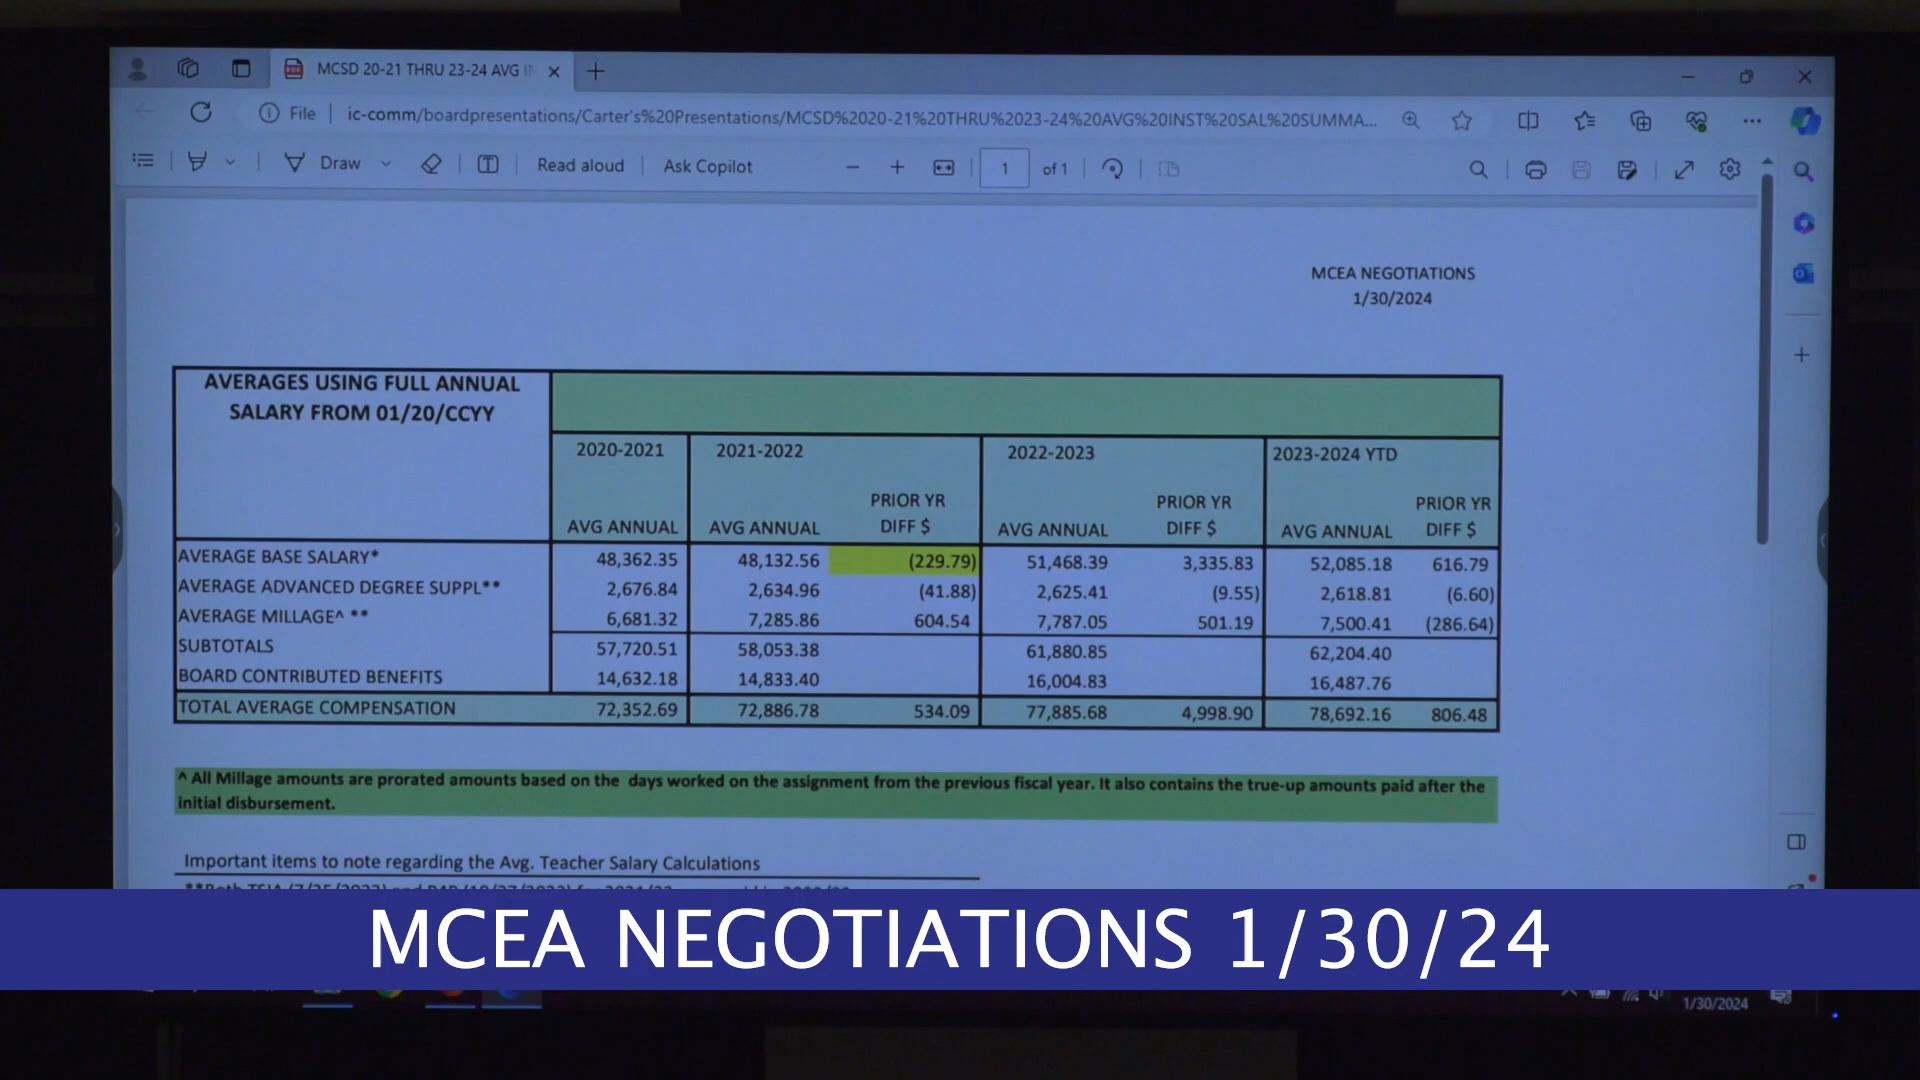 MCSD 20-21 THRU 23-24 AVG IN
File
ic-comm/boardpresentations/Carter's%20Presentations/MCSD%2020-21%20THRU%2023-24%20AVG%20INST%20SAL%20SUMMA...
Draw
Read aloud
Ask Copilot
1 of 1
MCEA NEGOTIATIONS
1/30/2024
AVERAGES USING FULL ANNUAL
SALARY FROM 01/20/CCYY
2020-2021 2021-2022 2022-2023 2023-2024 YTD
PRIOR YR PRIOR YR PRIOR YR
AVG ANNUAL AVG ANNUAL DIFF $ AVG ANNUAL DIFF $ AVG ANNUAL DIFF $
AVERAGE BASE SALARY* 48,362.35 48,132.56 (229.79) 51,468.39 3,335.83 52,085.18 616.79
AVERAGE ADVANCED DEGREE SUPPL** 2,676.84 2,634.96 (41.88) 2,625.41 (9.55) 2,618.81 (6.60)
AVERAGE MILLAGE^ ** 6,681.32 7,285.86 604.54 7,787.05 501.19 7,500.41 (286.64)
SUBTOTALS 57,720.51 58,053.38 61,880.85 62,204.40
BOARD CONTRIBUTED BENEFITS 14,632.18 14,833.40 16,004.83 16,487.76
TOTAL AVERAGE COMPENSATION 72,352.69 72,886.78 534.09 77,885.68 4,998.90 78,692.16 806.48
^ All Millage amounts are prorated amounts based on the days worked on the assignment from the previous fiscal year. It also contains the true-up amounts paid after the
initial disbursement.
Important items to note regarding the Avg. Teacher Salary Calculations
MCEA NEGOTIATIONS 1/30/24
1/30/2024